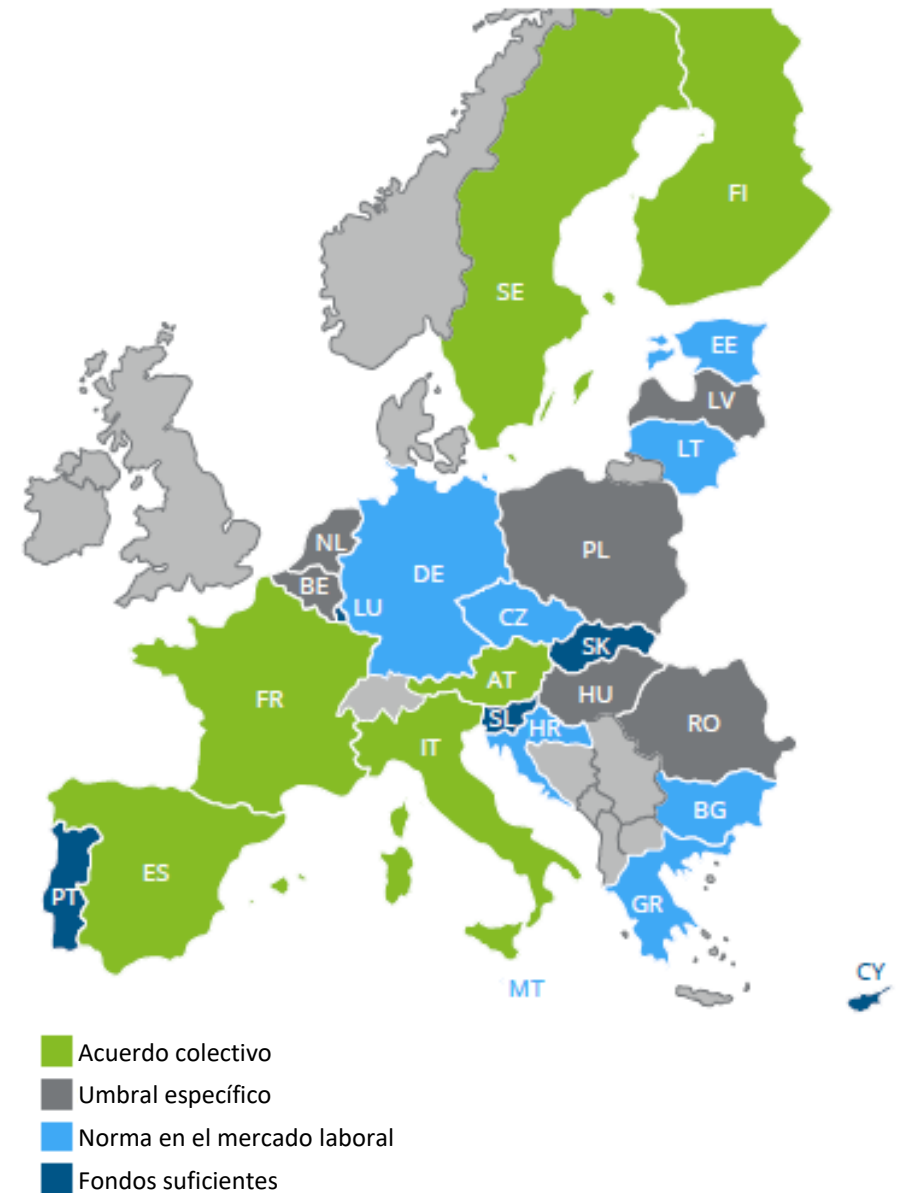 FI
SE
EE
LV
LT
NL
BE
LU
DE
PL
CZ
SK
AT
HU
FR
SL
HR
RO
IT
BG
ES
PT
GR
MT
CY
Acuerdo colectivo
Umbral específico
Norma en el mercado laboral
Fondos suficientes